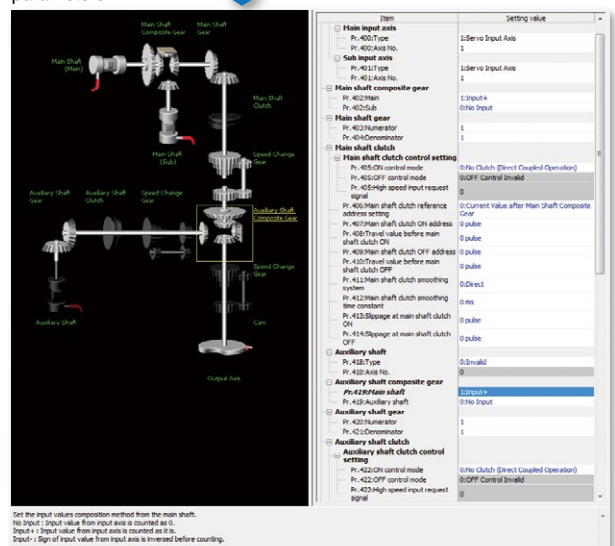 Main Shaft
Composite Gear
Main Shaft
Gear
Main Shaft
(Main)
Main Shaft
Clutch
Main Shaft
(Sub)
Speed Change
Gear
Auxiliary Shaft
Gear
Auxiliary Shaft
Clutch
Speed Change
Gear
Auxiliary Shaft
Composite Gear
Speed Change
Gear
Auxiliary Shaft
Cam
Output Axis
Item Setting value
Main input axis
Pr.400:Type 1:Servo Input Axis
Pr.400:Axis No. 1
Sub input axis
Pr.401:Type 1:Servo Input Axis
Pr.401:Axis No. 1
Main shaft composite gear
Pr.402:Main 1:Input+
Pr.402:Sub 0:No Input
Main shaft gear
Pr.403:Numerator 1
Pr.404:Denominator 1
Main shaft clutch
Main shaft clutch control setting
Pr.405:ON control mode 0:No Clutch (Direct Coupled Operation)
Pr.405:OFF control mode 0:OFF Control Invalid
Pr.405:High speed input request
signal 0
Pr.406:Main shaft clutch reference
address setting 0:Current Value after Main Shaft Composite
Gear
Pr.407:Main shaft clutch ON address 0 pulse
Pr.408:Travel value before main
shaft clutch ON 0 pulse
Pr.409:Main shaft clutch OFF address 0 pulse
Pr.410:Travel value before main
shaft clutch OFF 0 pulse
Pr.411:Main shaft clutch smoothing
system 0:Direct
Pr.412:Main shaft clutch smoothing
time constant 0 ms
Pr.413:Slippage at main shaft clutch
ON 0 pulse
Pr.414:Slippage at main shaft clutch
OFF 0 pulse
Auxiliary shaft
Pr.418:Type 0:Invalid
Pr.418:Axis No. 0
Auxiliary shaft composite gear
Pr.419:Main shaft 1:Input+
Pr.419:Auxiliary shaft 0:No Input
Auxiliary shaft gear
Pr.420:Numerator 1
Pr.421:Denominator 1
Auxiliary shaft clutch
Auxiliary shaft clutch control
setting
Pr.422:ON control mode 0:No Clutch (Direct Coupled Operation)
Pr.422:OFF control mode 0:OFF Control Invalid
Pr.422:High speed input request
signal 0
Set the input values composition method from the main shaft.
No Input : Input value from input axis is counted as 0.
Input+ : Input value from input axis is counted as it is.
Input- : Sign of input value from input axis is inversed before counting.